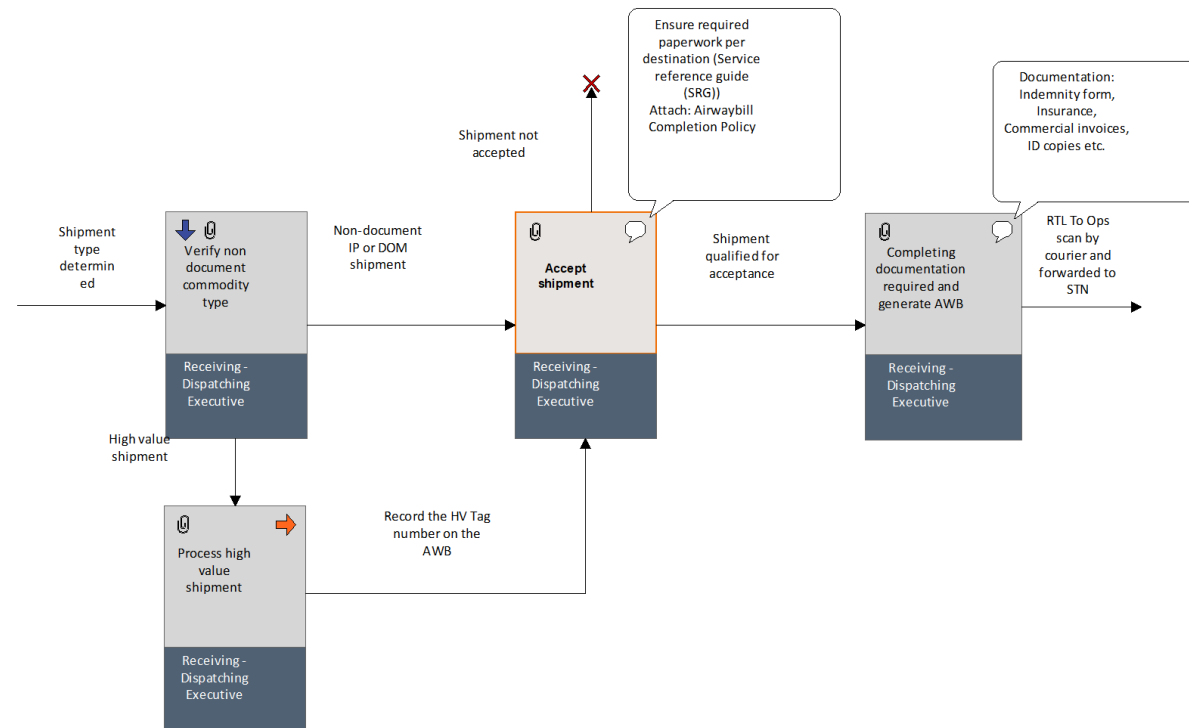 Ensure required
paperwork per
destination (Service
reference guide
(SRG))
Attach: Airwaybill
Completion Policy
Documentation:
Indemnity form,
Insurance,
Commercial invoices,
ID copies etc.
Shipment not
accepted
Shipment
type
determin
ed
Verify non
document
commodity
type
Receiving -
Dispatching
Executive
Non-document
IP or DOM
shipment
Accept
shipment
Receiving -
Dispatching
Executive
Shipment
qualified for
acceptance
Completing
documentation
required and
generate AWB
Receiving -
Dispatching
Executive
RTL To Ops
scan by
courier and
forwarded to
STN
High value
shipment
Process high
value
shipment
Receiving -
Dispatching
Executive
Record the HV Tag
number on the
AWB